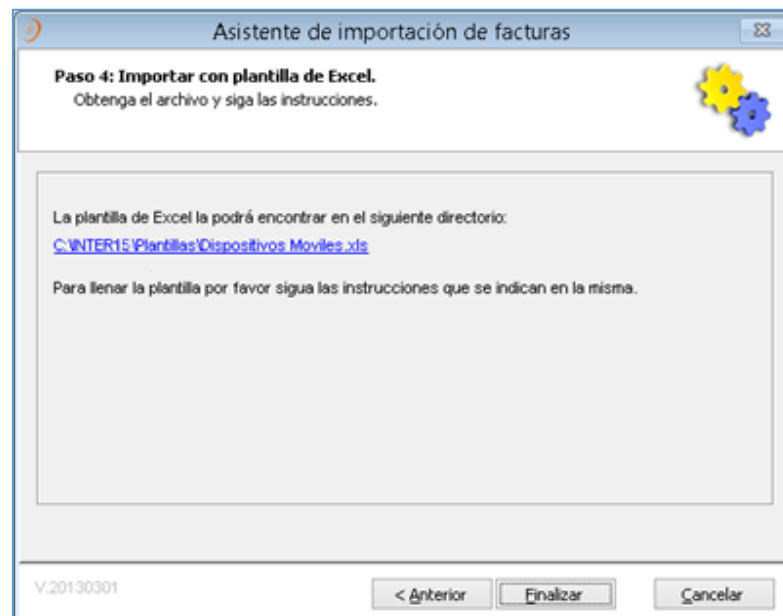 Asistente de importación de facturas
Paso 4: Importar con plantilla de Excel.
Obtenga el archivo y siga las instrucciones.
La plantilla de Excel la podrá encontrar en el siguiente directorio:
C:\INTER15\Plantillas\Dispositivos Moviles.xls
Para llenar la plantilla por favor sigua las instrucciones que se indican en la misma.
V.20130301
< Anterior
Finalizar
Cancelar